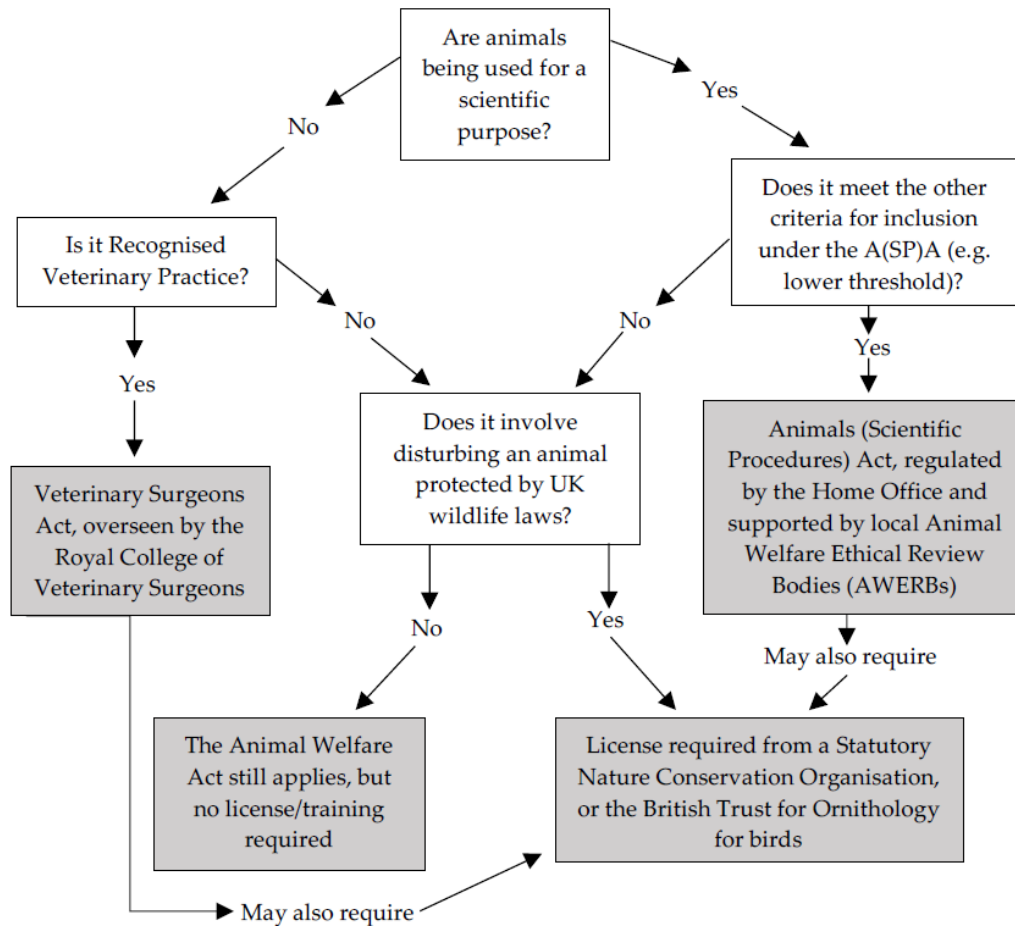 Are animals
being used for a
scientific
purpose?
No
Yes
Is it Recognised
Veterinary Practice?
Does it meet the other
criteria for inclusion
under the A(SP)A (e.g.
lower threshold)?
No
No
Yes
Yes
Does it involve
disturbing an animal
protected by UK
wildlife laws?
Animals (Scientific
Procedures) Act, regulated
by the Home Office and
supported by local Animal
Welfare Ethical Review
Bodies (AWERBs)
Veterinary Surgeons
Act, overseen by the
Royal College of
Veterinary Surgeons
No
Yes
May also require
The Animal Welfare
Act still applies, but
no license/training
required
License required from a Statutory
Nature Conservation Organisation,
or the British Trust for Ornithology
for birds
May also require